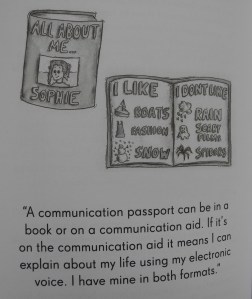 ALL ABOUT
ME...
SOPHIE
I LIKE
BOATS
FASHION
SNOW
I DON'T LIKE
RAIN
SCARY
FILMS
SPIDERS
"A communication passport can be in a
book or on a communication aid. If it's
on the communication aid it means I can
explain about my life using my electronic
voice. I have mine in both formats."